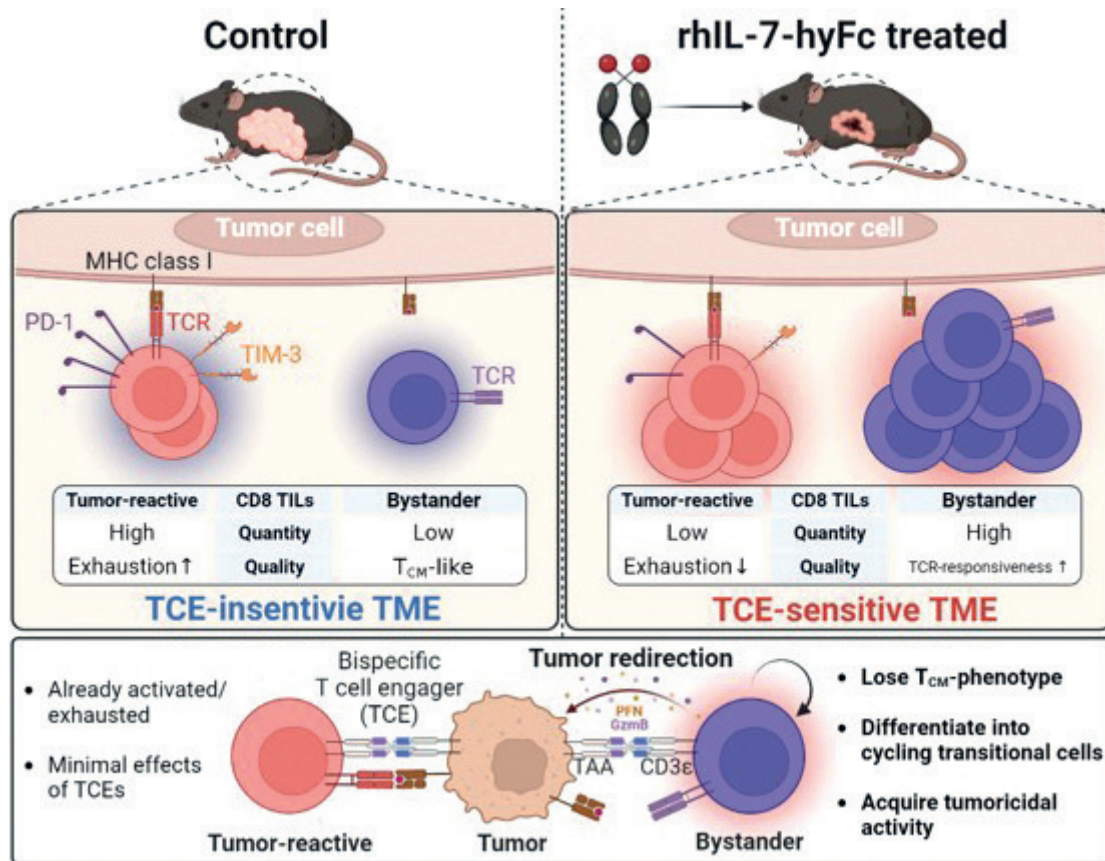 Control
rhIL-7-hyFc treated
Tumor cell
MHC class I
PD-1
TCR
TIM-3
TCR
Tumor-reactive CD8 TILs Bystander
High Quantity Low
Exhaustion ↑ Quality T_CM-like
TCE-insentivie TME
Tumor cell
Tumor-reactive CD8 TILs Bystander
Low Quantity High
Exhaustion ↓ Quality TCR-responsiveness ↑
TCE-sensitive TME
• Already activated/
exhausted
• Minimal effects
of TCEs
Bispecific
T cell engager
(TCE)
Tumor redirection
PFN
GzmB
TAA CD3ε
Tumor-reactive
Tumor
Bystander
• Lose T_CM-phenotype
• Differentiate into
cycling transitional cells
• Acquire tumoricidal
activity